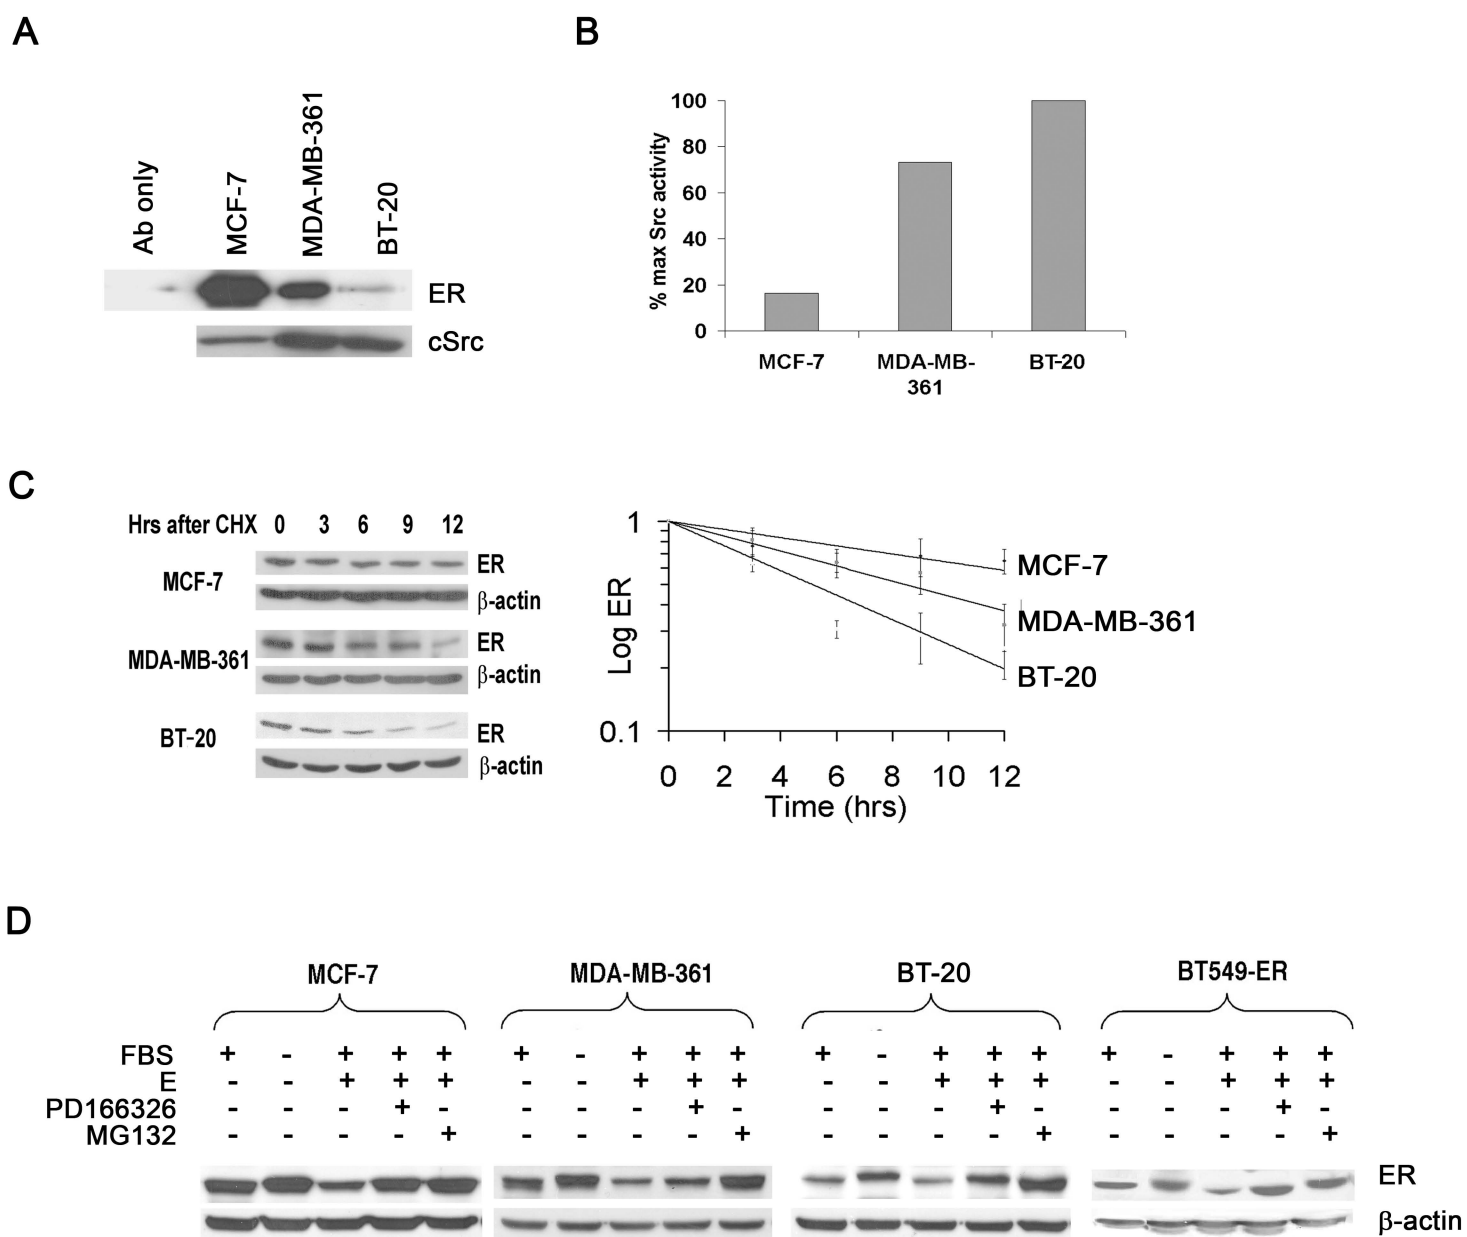 A
Ab only
MCF-7
MDA-MB-361
BT-20
ER
cSrc
B
% max Src activity
100
80
60
40
20
0
MCF-7
MDA-MB-
361
BT-20
C
Hrs after CHX 0 3 6 9 12
MCF-7
ER
β-actin
MDA-MB-361
ER
β-actin
BT-20
ER
β-actin
Log ER
1
0.1
MCF-7
MDA-MB-361
BT-20
0 2 4 6 8 10 12
Time (hrs)
D
MCF-7 MDA-MB-361 BT-20 BT549-ER
FBS + - + + + + - + + + + - + + + + - + + +
E - - + + + - - + + + - - + + + - - + + +
PD166326 - - - + - - - - + - - - - + - - - - + -
MG132 - - - - + - - - - + - - - - + - - - - +
ER
β-actin